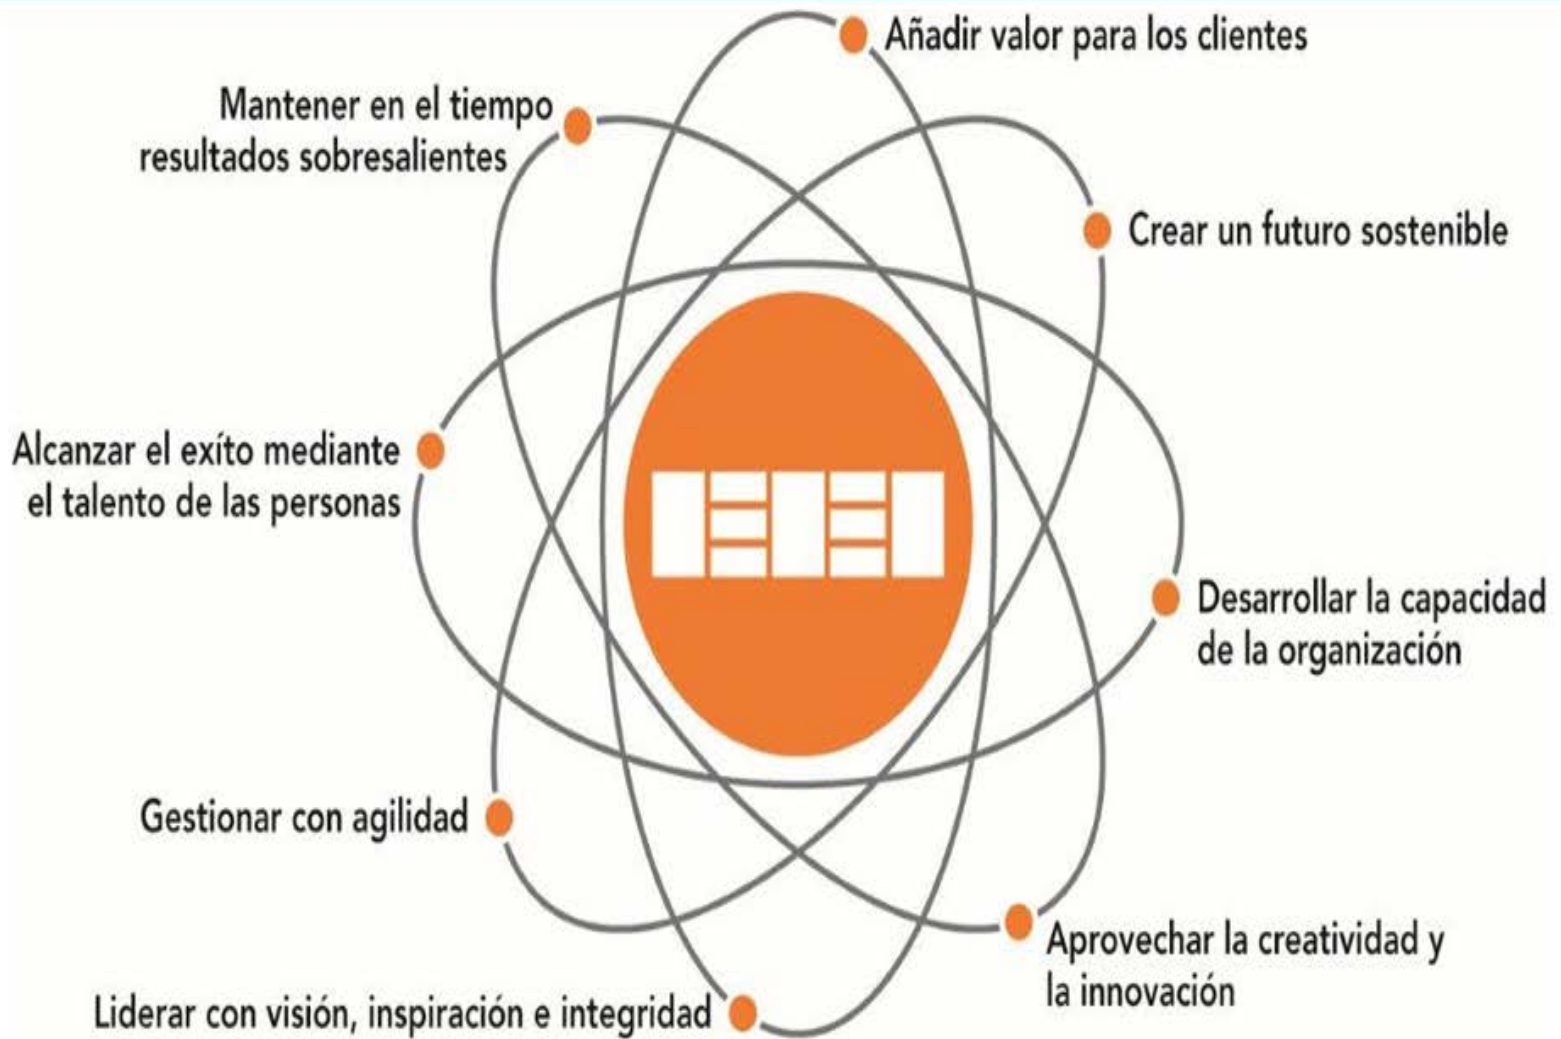 Añadir valor para los clientes
Mantener en el tiempo
resultados sobresalientes
Crear un futuro sostenible
Alcanzar el exíto mediante
el talento de las personas
Desarrollar la capacidad
de la organización
Gestionar con agilidad
Aprovechar la creatividad y
la innovación
Liderar con visión, inspiración e integridad